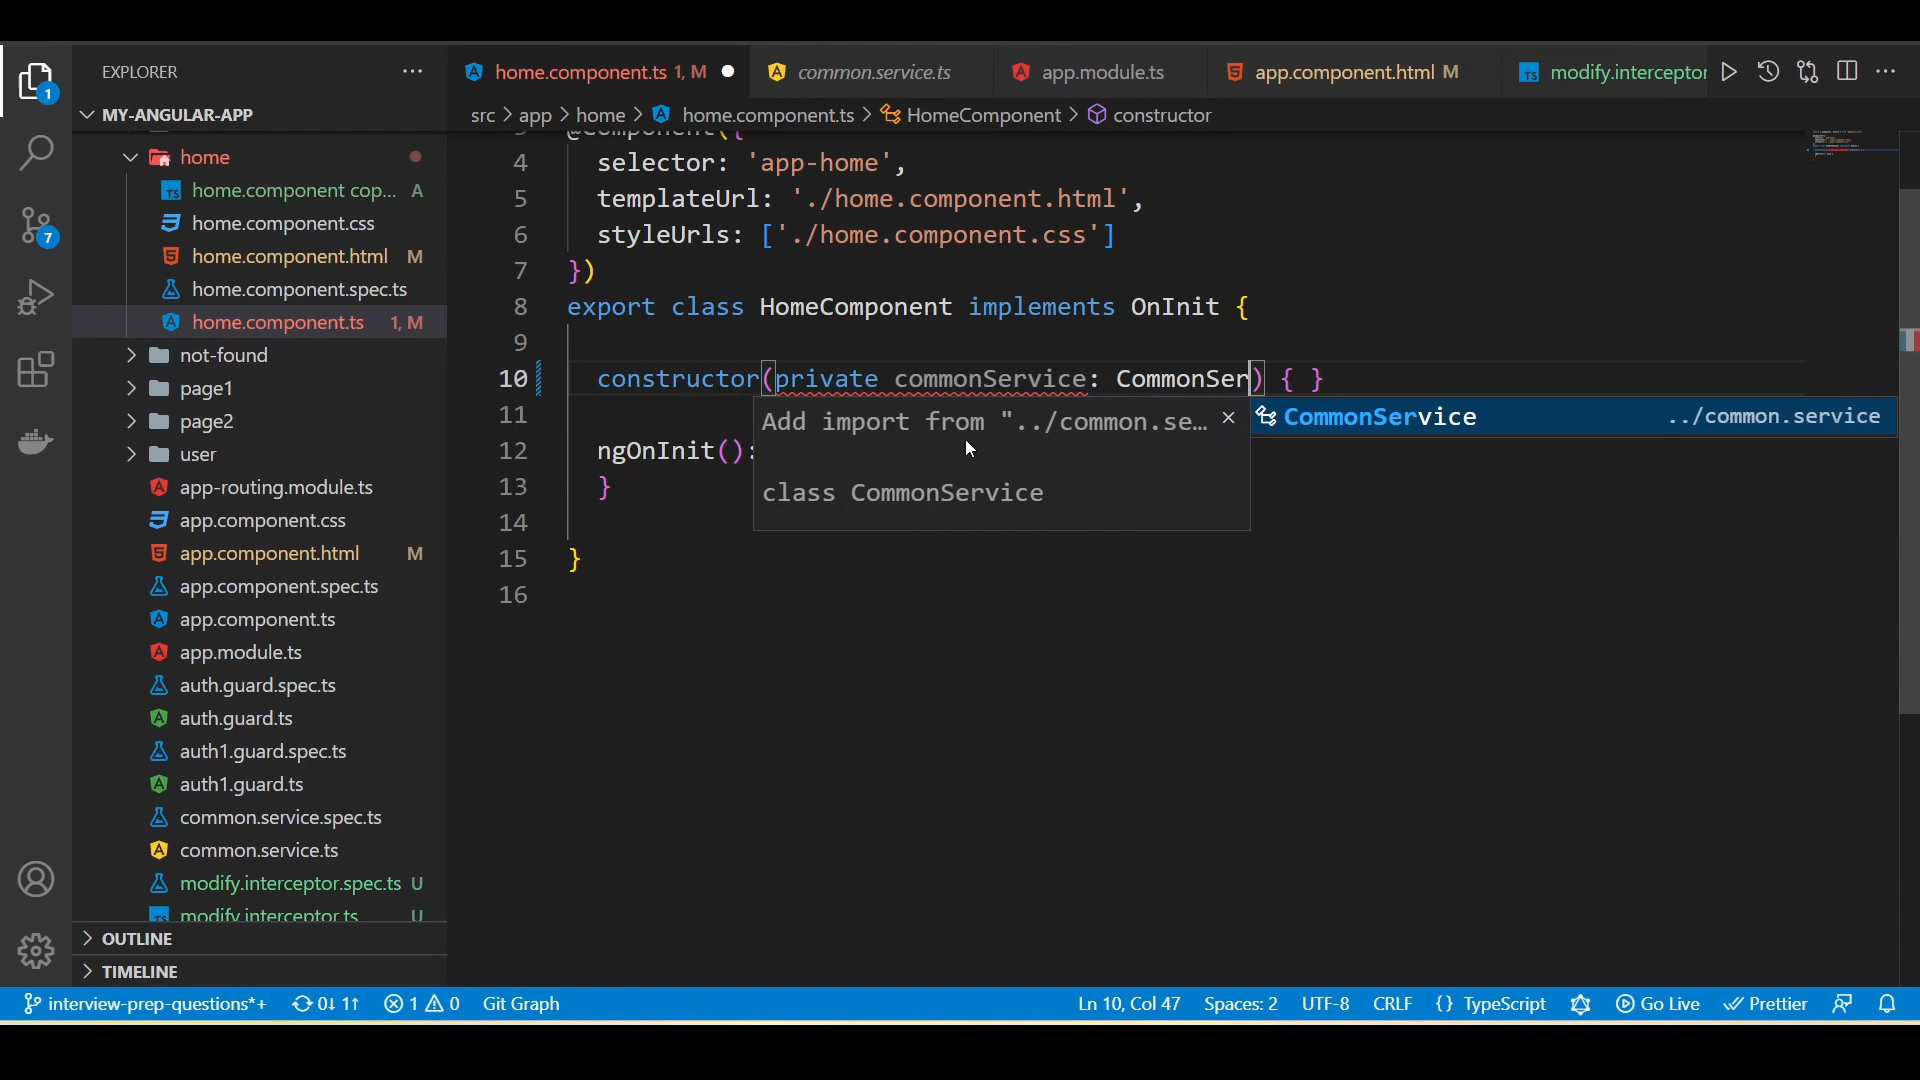 EXPLORER
home.component.ts 1, M
common.service.ts
app.module.ts
app.component.html M
modify.interceptor
1
MY-ANGULAR-APP
src > app > home > home.component.ts > HomeComponent > constructor
home
home.component cop... A
home.component.css
home.component.html M
home.component.spec.ts
home.component.ts 1, M
not-found
page1
page2
user
app-routing.module.ts
app.component.css
app.component.html M
app.component.spec.ts
app.component.ts
app.module.ts
auth.guard.spec.ts
auth.guard.ts
auth1.guard.spec.ts
auth1.guard.ts
common.service.spec.ts
common.service.ts
modify.interceptor.spec.ts U
modify.interceptor.ts U
OUTLINE
TIMELINE
7
@Component({
4 selector: 'app-home',
5 templateUrl: './home.component.html',
6 styleUrls: ['./home.component.css']
7 })
8 export class HomeComponent implements OnInit {
9
10 constructor(private commonService: CommonSer) { }
11
12 ngOnInit():
13 }
14
15 }
16
Add import from "../common.se...
class CommonService
CommonService ../common.service
interview-prep-questions*+ 0↓ 1↑ 1 0 Git Graph
Ln 10, Col 47 Spaces: 2 UTF-8 CRLF {} TypeScript Go Live Prettier